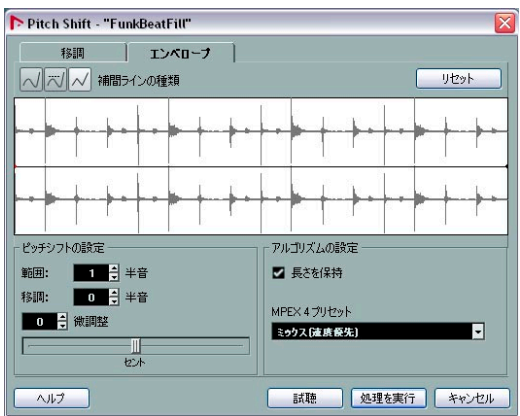 Pitch Shift - "FunkBeatFill"
移調 エンベロープ
補間ラインの種類 リセット
ピッチシフトの設定 アルゴリズムの設定
範囲: 1 半音 長さを保持
移調: 0 半音
MPEX 4 プリセット
0 微調整
ミックス (速度優先)
セント
ヘルプ 試聴 処理を実行 キャンセル